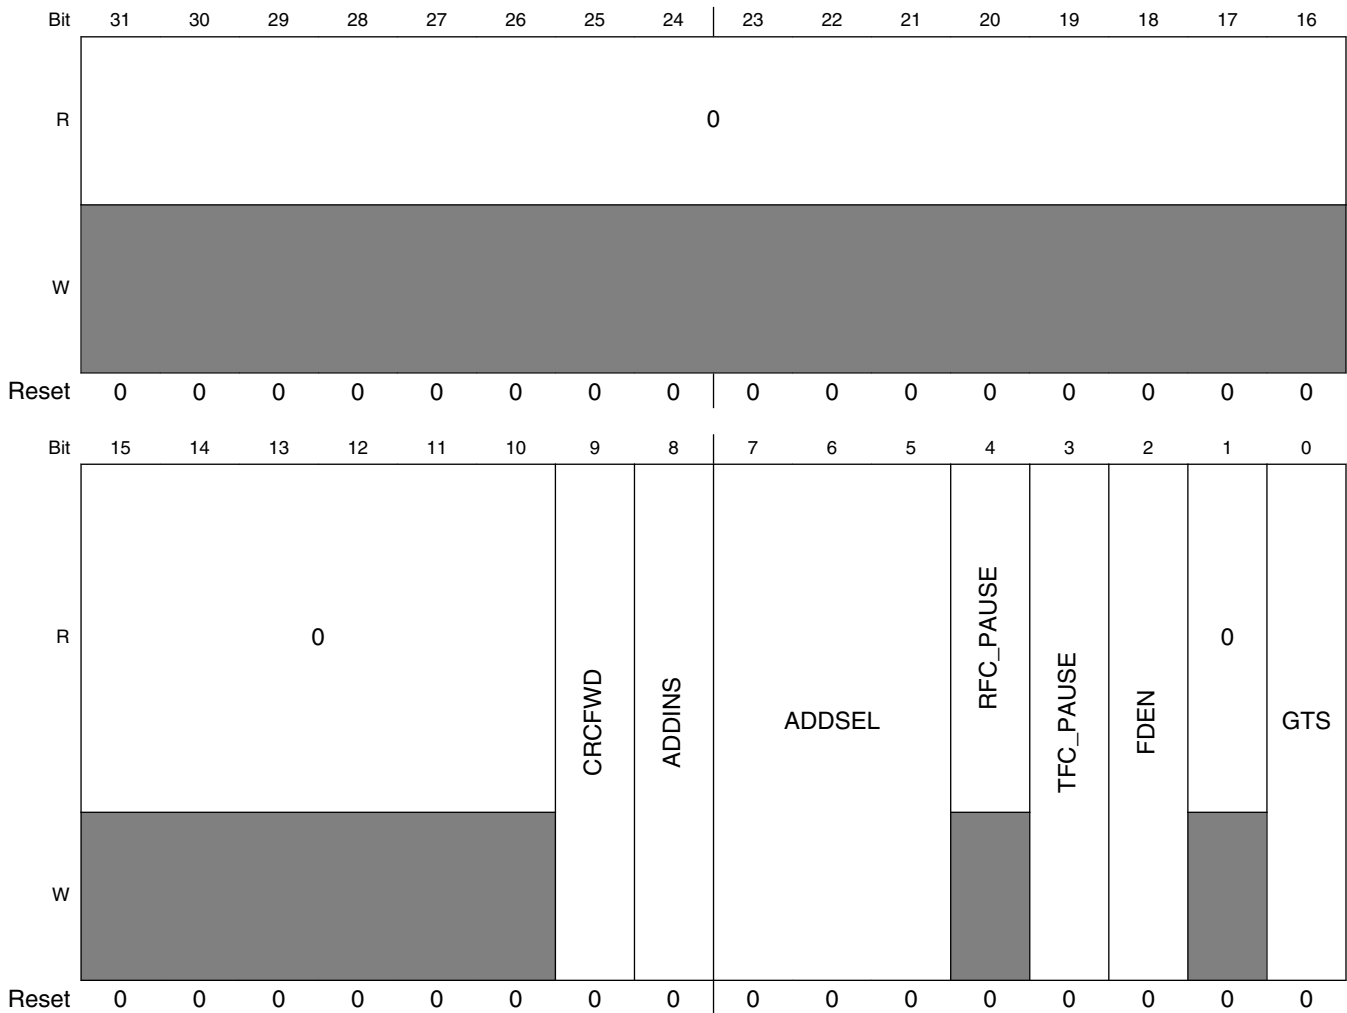 Bit 31 30 29 28 27 26 25 24 23 22 21 20 19 18 17 16
R 0
W
Reset 0 0 0 0 0 0 0 0 0 0 0 0 0 0 0 0
Bit 15 14 13 12 11 10 9 8 7 6 5 4 3 2 1 0
R 0 CRCFWD ADDINS ADDSEL RFC_PAUSE TFC_PAUSE FDEN 0 GTS
W
Reset 0 0 0 0 0 0 0 0 0 0 0 0 0 0 0 0